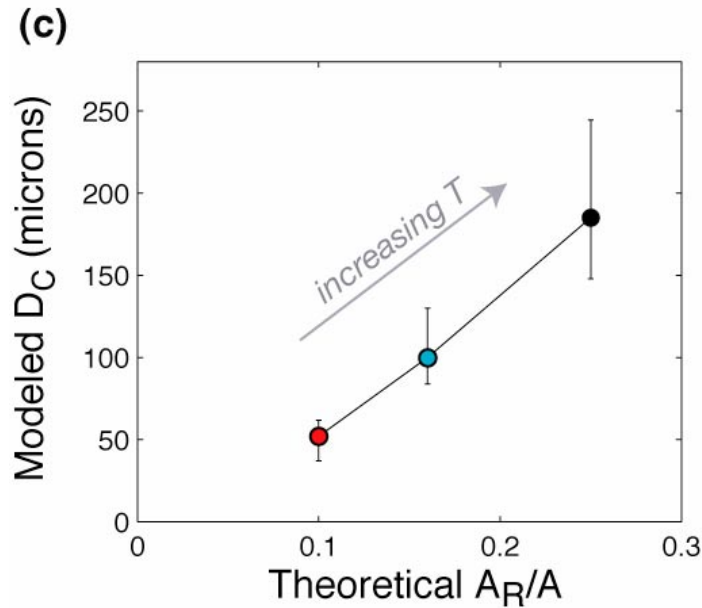 (c)
Modeled D_C (microns)
250
200
150
100
50
0
increasing T
0
0.1
0.2
0.3
Theoretical A_R/A